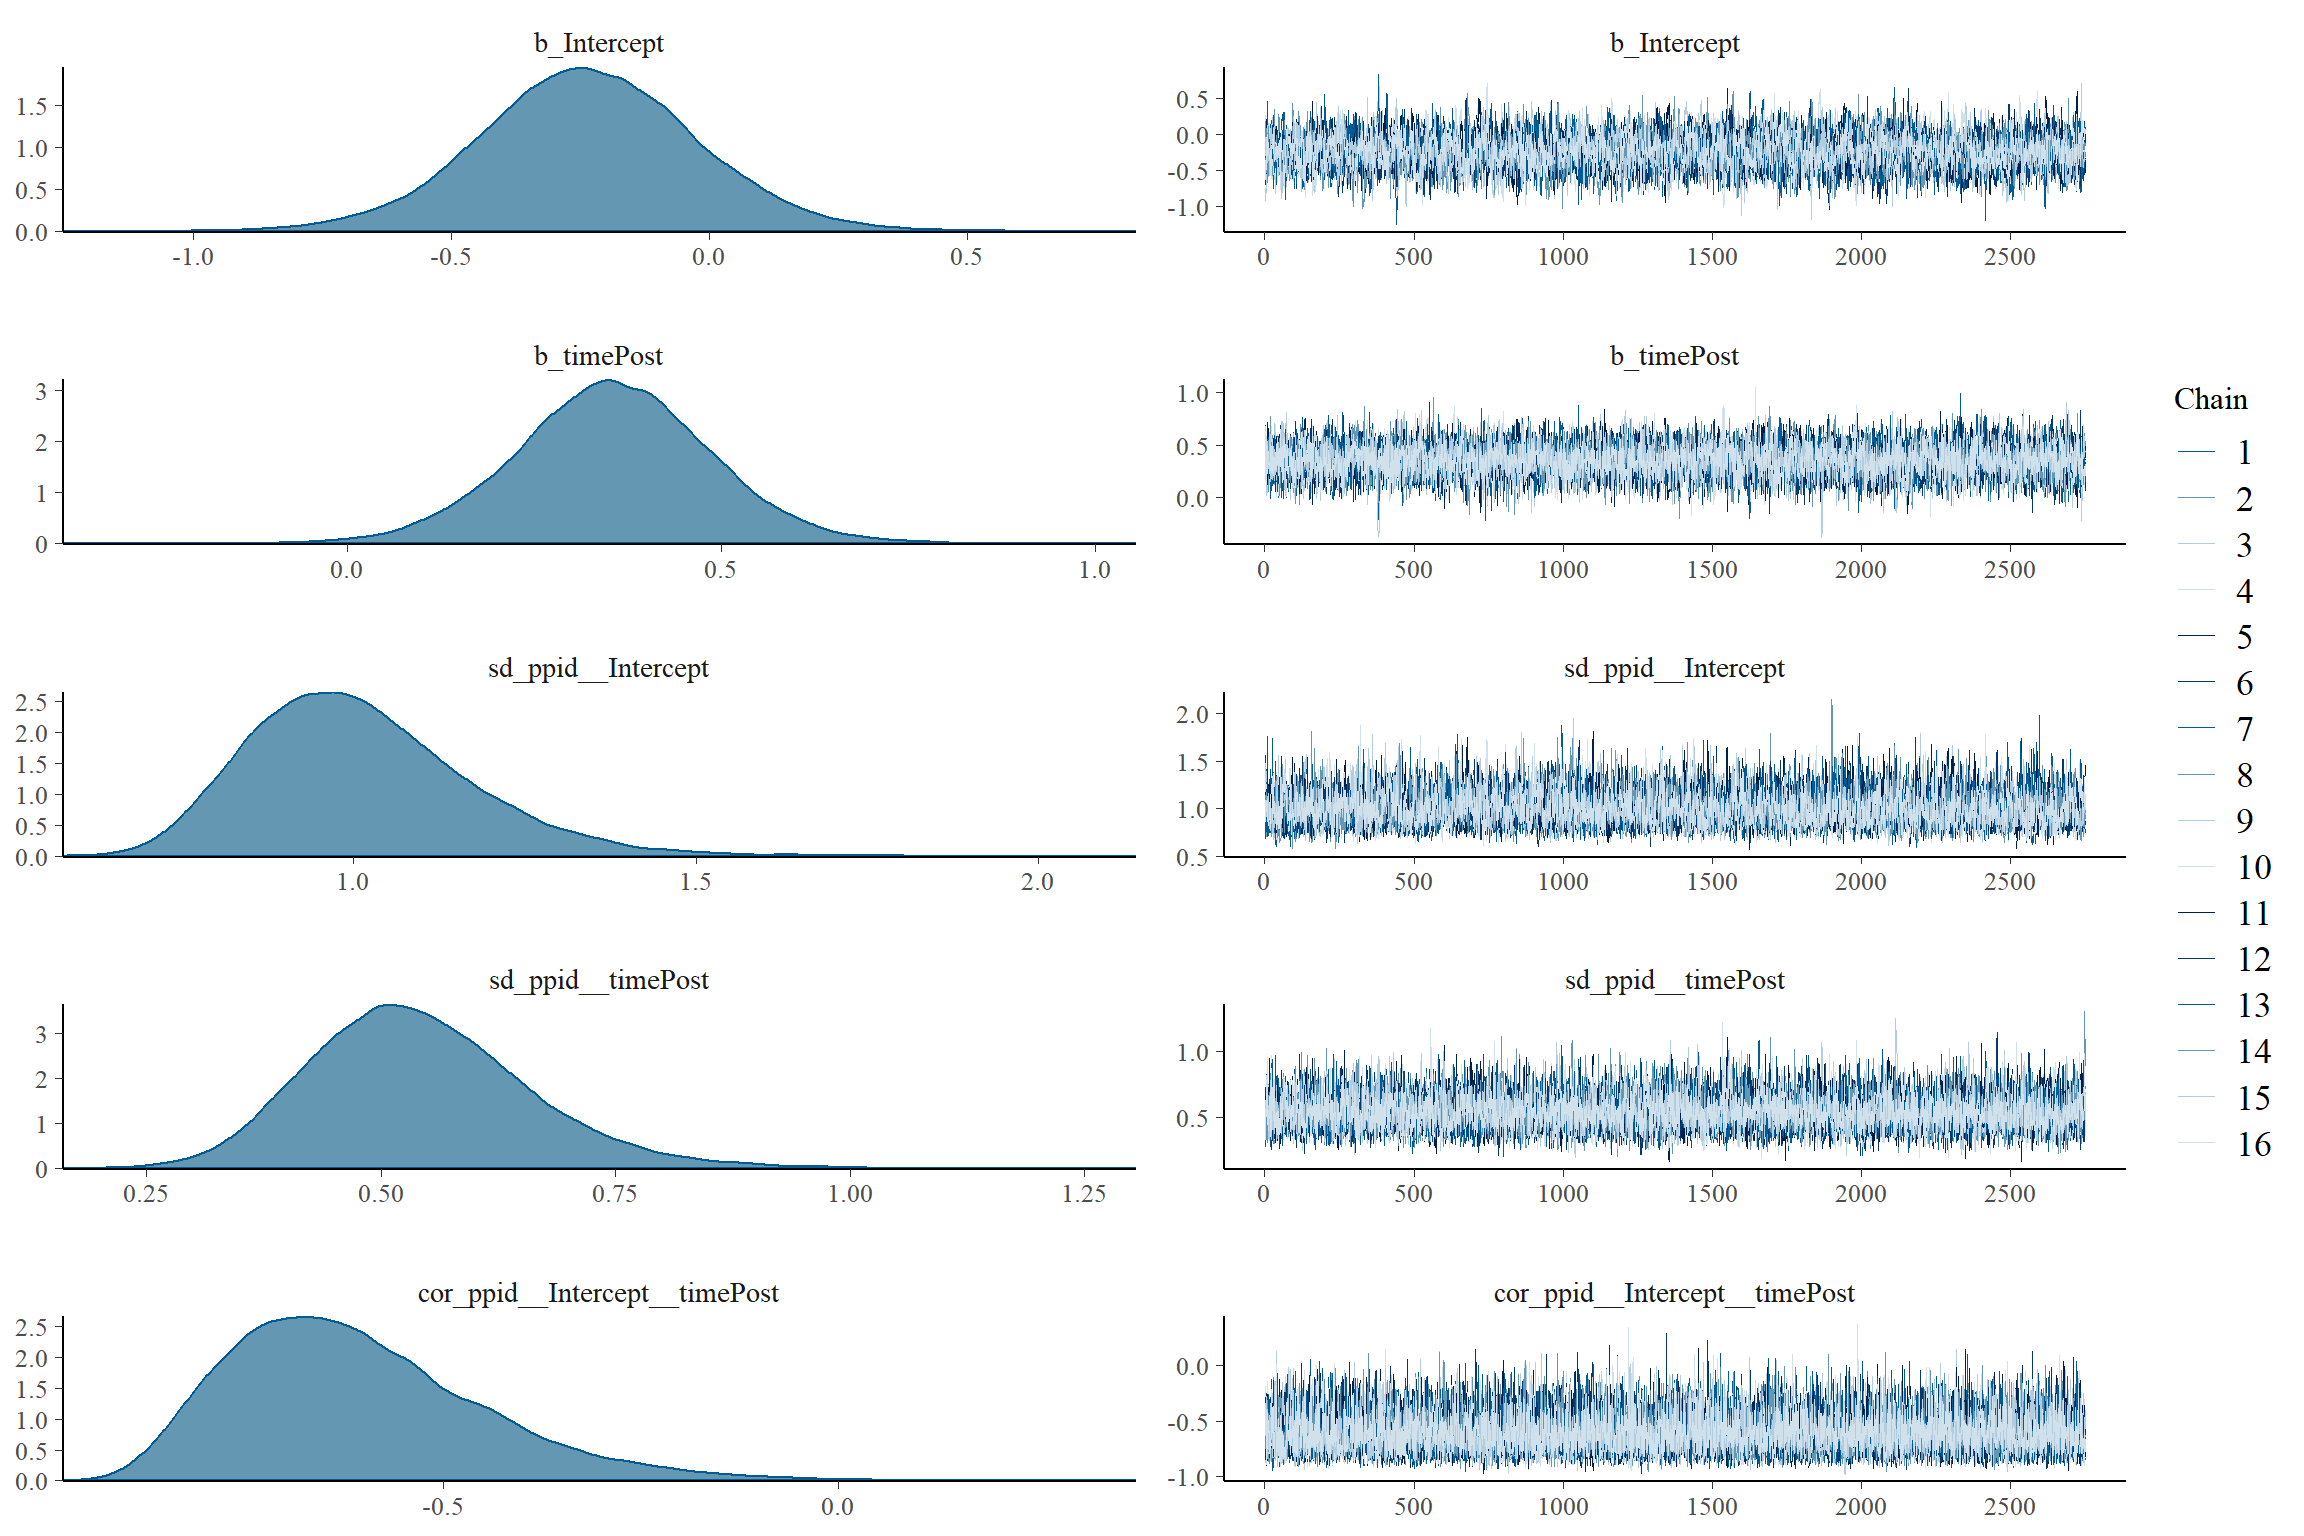 b_Intercept
1.5
1.0
0.5
0.0
-1.0 -0.5 0.0 0.5
b_Intercept
0.5
0.0
-0.5
-1.0
0 500 1000 1500 2000 2500
b_timePost
3
2
1
0
0.0 0.5 1.0
b_timePost
1.0
0.5
0.0
0 500 1000 1500 2000 2500
sd_ppid__Intercept
2.5
2.0
1.5
1.0
0.5
0.0
1.0 1.5 2.0
sd_ppid__Intercept
2.0
1.5
1.0
0.5
0 500 1000 1500 2000 2500
sd_ppid__timePost
3
2
1
0
0.25 0.50 0.75 1.00 1.25
sd_ppid__timePost
1.0
0.5
0 500 1000 1500 2000 2500
cor_ppid__Intercept__timePost
2.5
2.0
1.5
1.0
0.5
0.0
-0.5 0.0
cor_ppid__Intercept__timePost
0.0
-0.5
-1.0
0 500 1000 1500 2000 2500
Chain
1
2
3
4
5
6
7
8
9
10
11
12
13
14
15
16